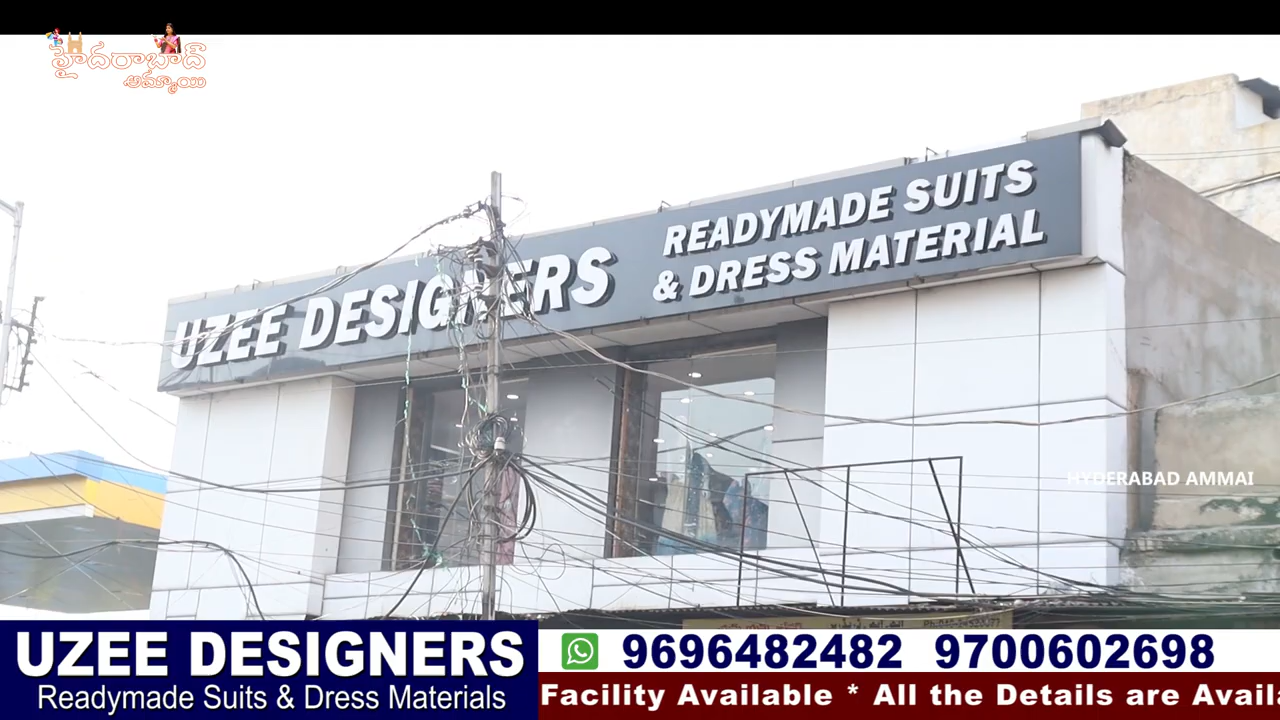 హైదరాబాద్
అమ్మాయి
UZEE DESIGNERS
READYMADE SUITS
& DRESS MATERIAL
HYDERABAD AMMAI
UZEE DESIGNERS
Readymade Suits & Dress Materials
9696482482 9700602698
Facility Available * All the Details are Availa